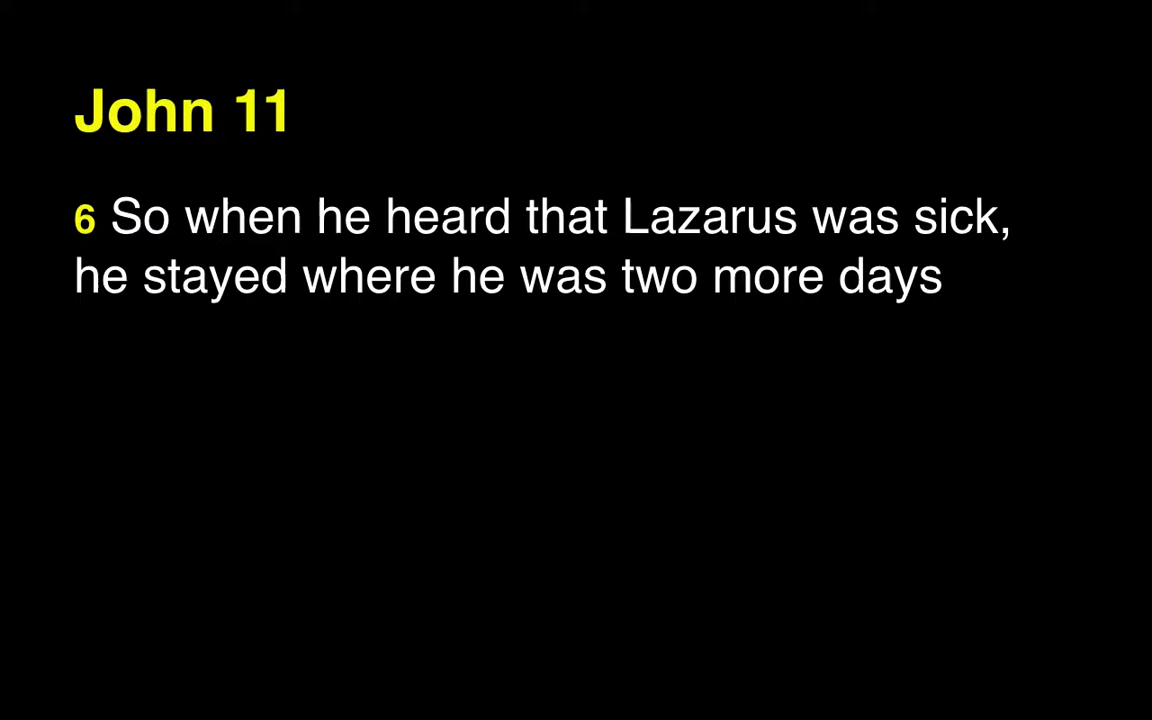 John 11
6 So when he heard that Lazarus was sick,
he stayed where he was two more days